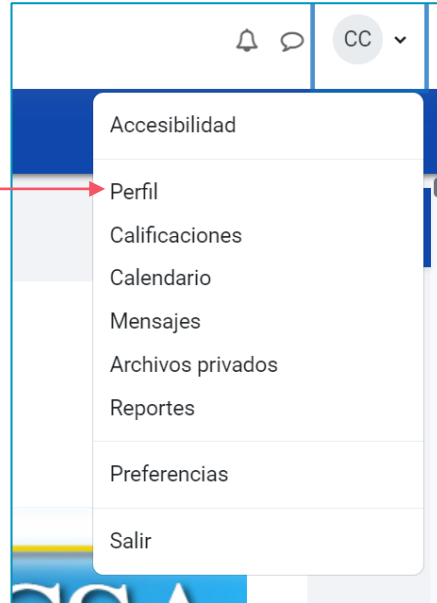 CC
Accesibilidad
Perfil
Calificaciones
Calendario
Mensajes
Archivos privados
Reportes
Preferencias
Salir